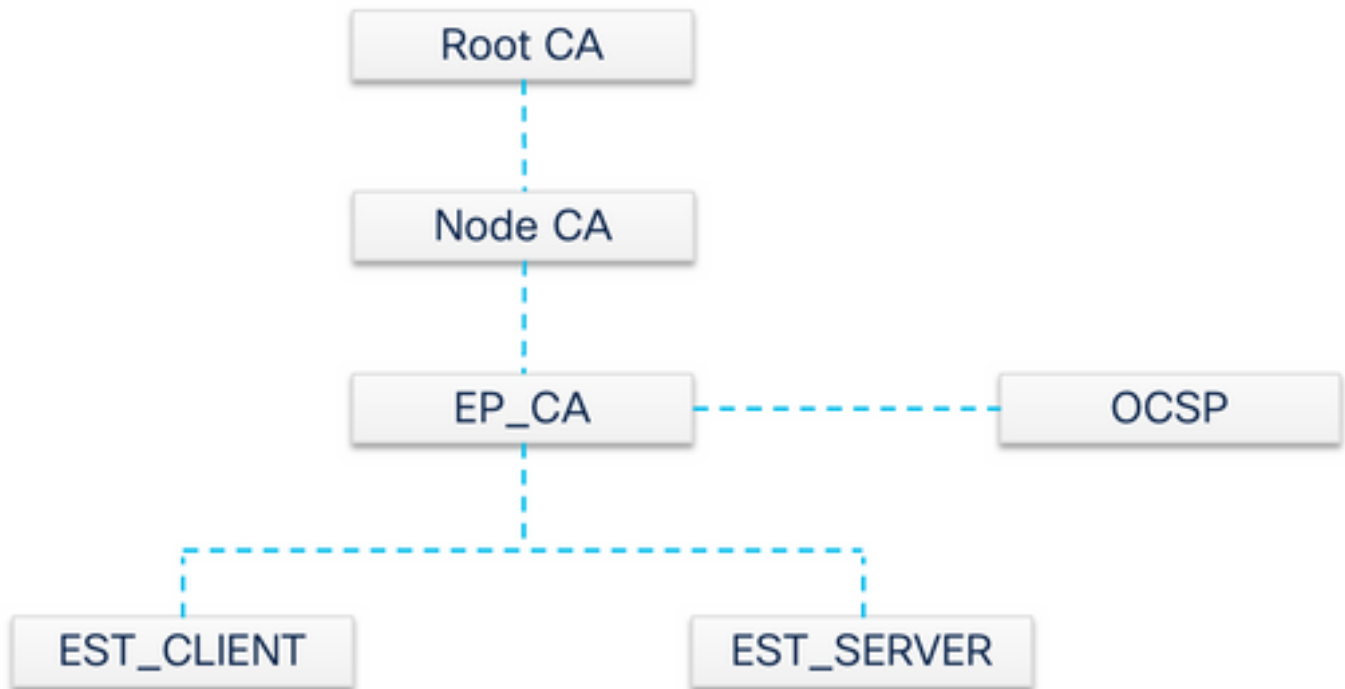 Root CA
Node CA
EP_CA
OCSP
EST_CLIENT
EST_SERVER